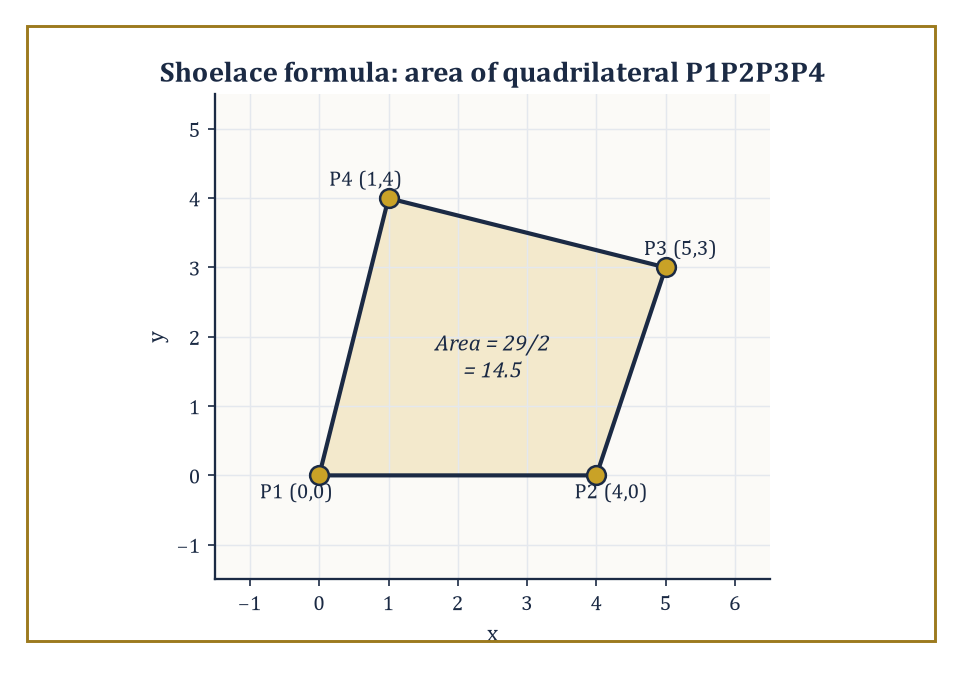 Shoelace formula: area of quadrilateral P1P2P3P4
5
P4 (1,4)
4
P3 (5,3)
3
y
2
Area = 29/2
= 14.5
1
0
P1 (0,0)
P2 (4,0)
−1
−1 0 1 2 3 4 5 6
x